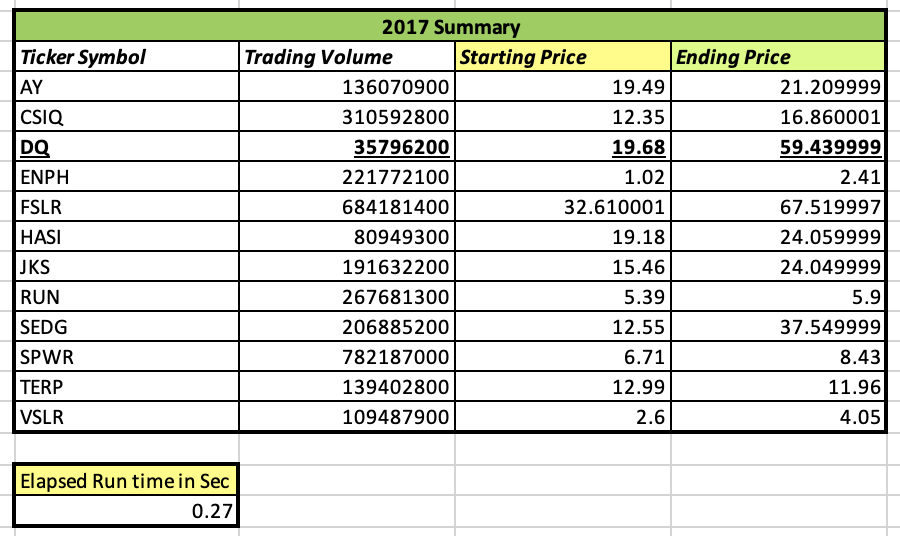 2017 Summary
Ticker Symbol Trading Volume Starting Price Ending Price
AY 136070900 19.49 21.209999
CSIQ 310592800 12.35 16.860001
DQ 35796200 19.68 59.439999
ENPH 221772100 1.02 2.41
FSLR 684181400 32.610001 67.519997
HASI 80949300 19.18 24.059999
JKS 191632200 15.46 24.049999
RUN 267681300 5.39 5.9
SEDG 206885200 12.55 37.549999
SPWR 782187000 6.71 8.43
TERP 139402800 12.99 11.96
VSLR 109487900 2.6 4.05
Elapsed Run time in Sec
0.27